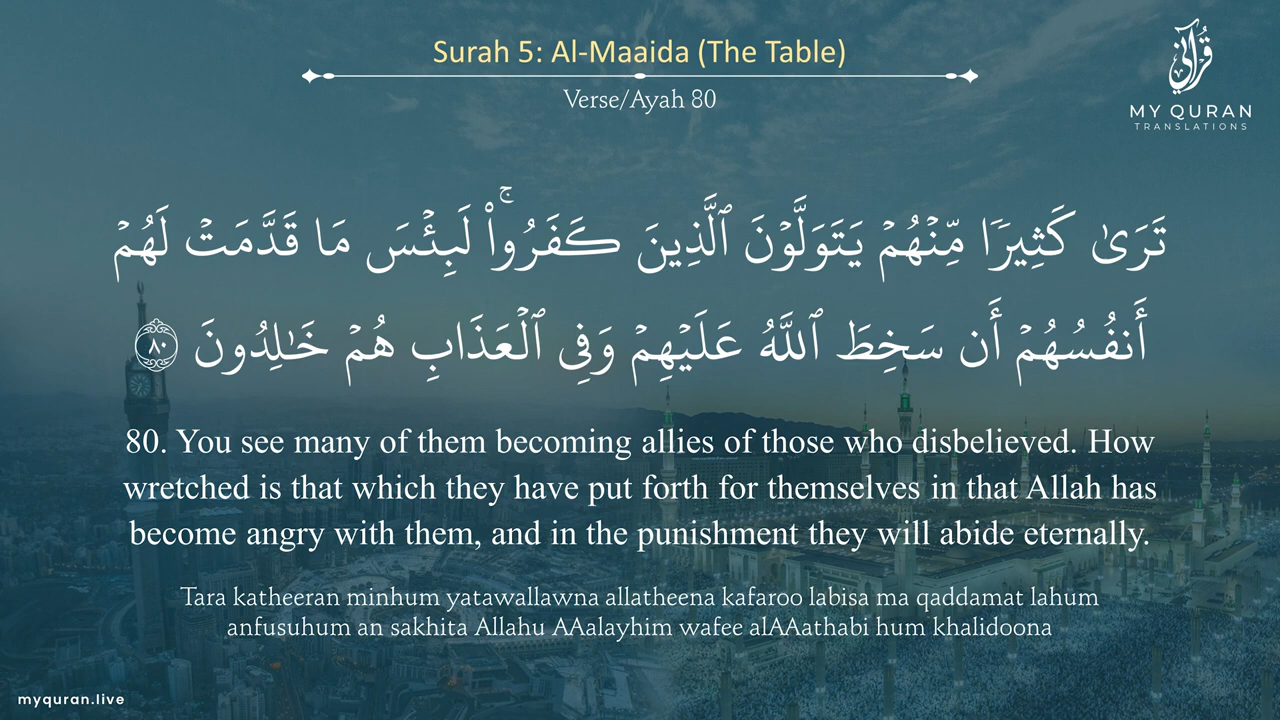 Surah 5: Al-Maaida (The Table)
Verse/Ayah 80
قرآني
MY QURAN
TRANSLATIONS
تَرَىٰ كَثِيرًا مِّنْهُمْ يَتَوَلَّوْنَ ٱلَّذِينَ كَفَرُوا۟ ۚ لَبِئْسَ مَا قَدَّمَتْ لَهُمْ
أَنفُسُهُمْ أَن سَخِطَ ٱللَّهُ عَلَيْهِمْ وَفِى ٱلْعَذَابِ هُمْ خَـٰلِدُونَ ٨٠
80. You see many of them becoming allies of those who disbelieved. How
wretched is that which they have put forth for themselves in that Allah has
become angry with them, and in the punishment they will abide eternally.
Tara katheeran minhum yatawallawna allatheena kafaroo labisa ma qaddamat lahum
anfusuhum an sakhita Allahu AAalayhim wafee alAAathabi hum khalidoona
myquran.live